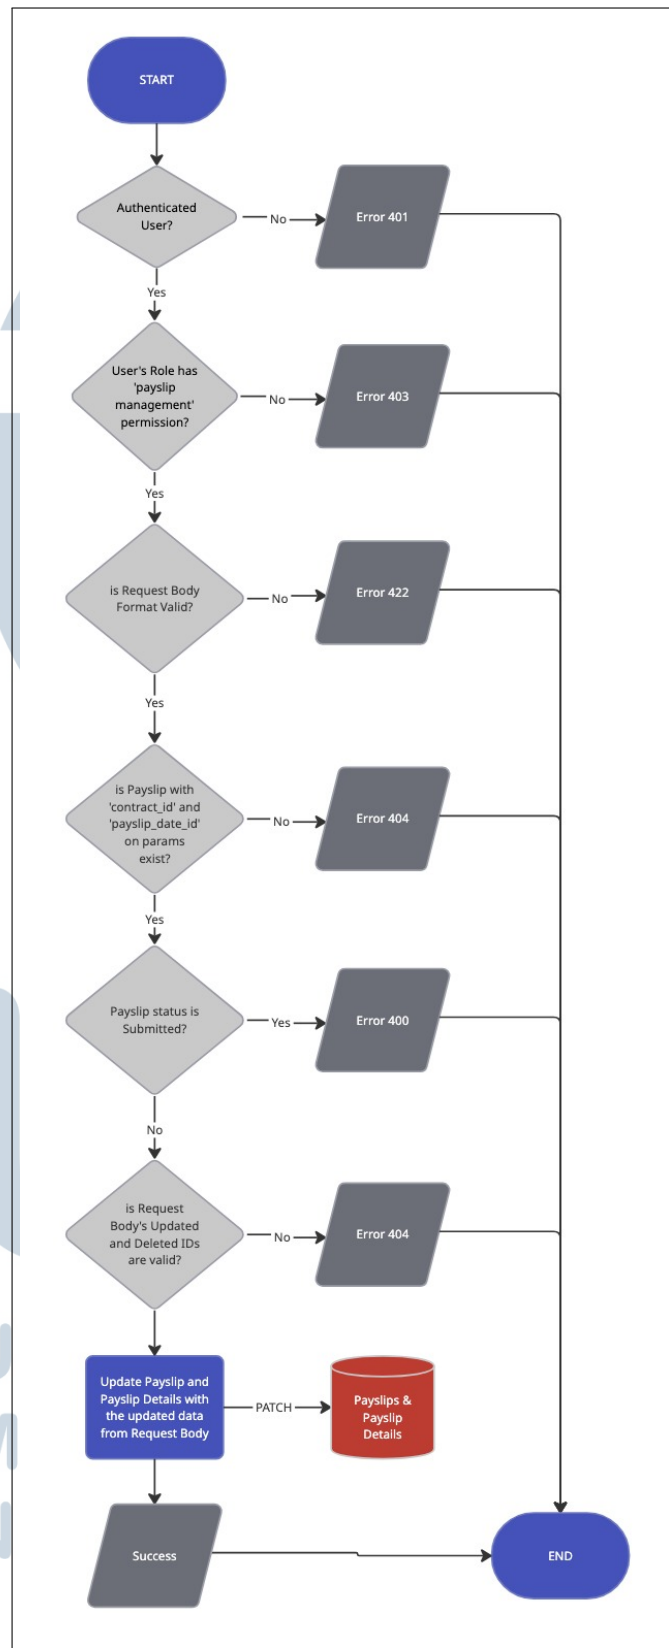 START
Authenticated
User?
No
Error 401
Yes
User's Role has
'payslip
management'
permission?
No
Error 403
Yes
is Request Body
Format Valid?
No
Error 422
Yes
is Payslip with
'contract_id' and
'payslip_date_id'
on params
exist?
No
Error 404
Yes
Payslip status is
Submitted?
Yes
Error 400
No
is Request
Body's Updated
and Deleted IDs
are valid?
No
Error 404
Update Payslip and
Payslip Details with
the updated data
from Request Body
PATCH
Payslips &
Payslip
Details
Success
END